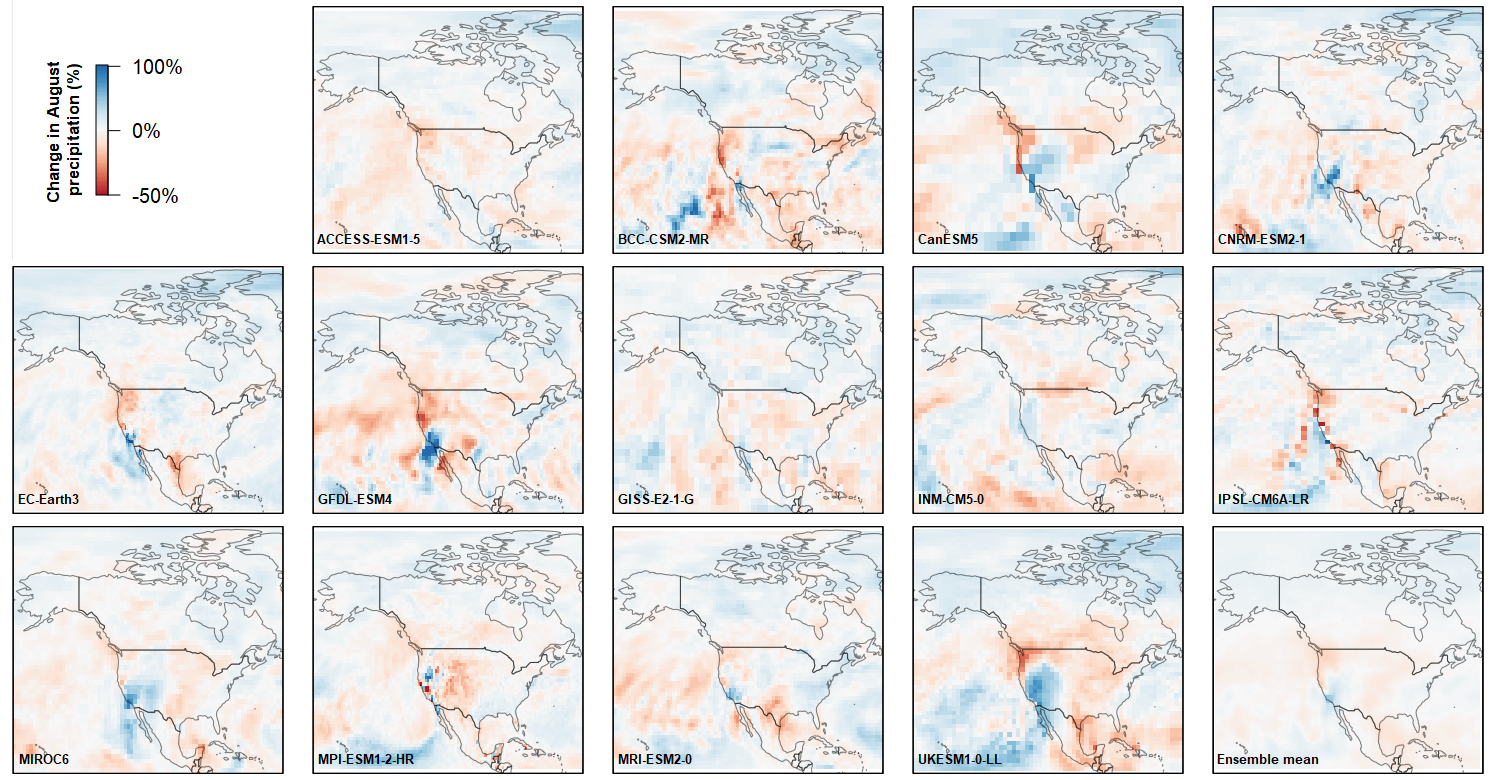 Change in August
precipitation (%)
100%
0%
-50%
ACCESS-ESM1-5
BCC-CSM2-MR
CanESM5
CNRM-ESM2-1
EC-Earth3
GFDL-ESM4
GISS-E2-1-G
INM-CM5-0
IPSL-CM6A-LR
MIROC6
MPI-ESM1-2-HR
MRI-ESM2-0
UKESM1-0-LL
Ensemble mean